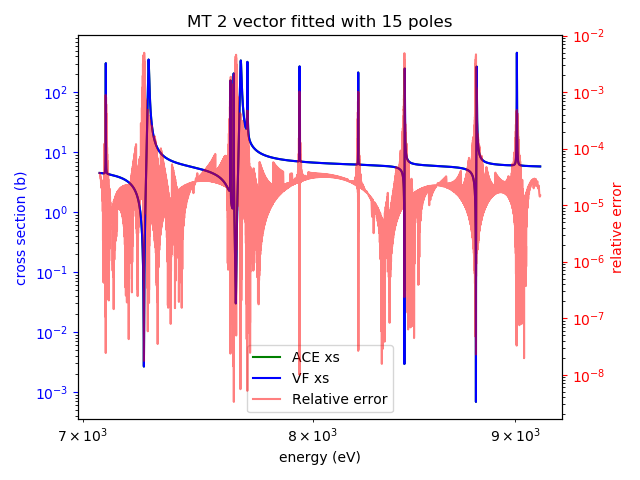 MT 2 vector fitted with 15 poles
cross section (b)
10²
10¹
10⁰
10⁻¹
10⁻²
10⁻³
10⁻²
10⁻³
10⁻⁴
10⁻⁵
10⁻⁶
10⁻⁷
10⁻⁸
relative error
ACE xs
VF xs
Relative error
7 × 10³
8 × 10³
9 × 10³
energy (eV)